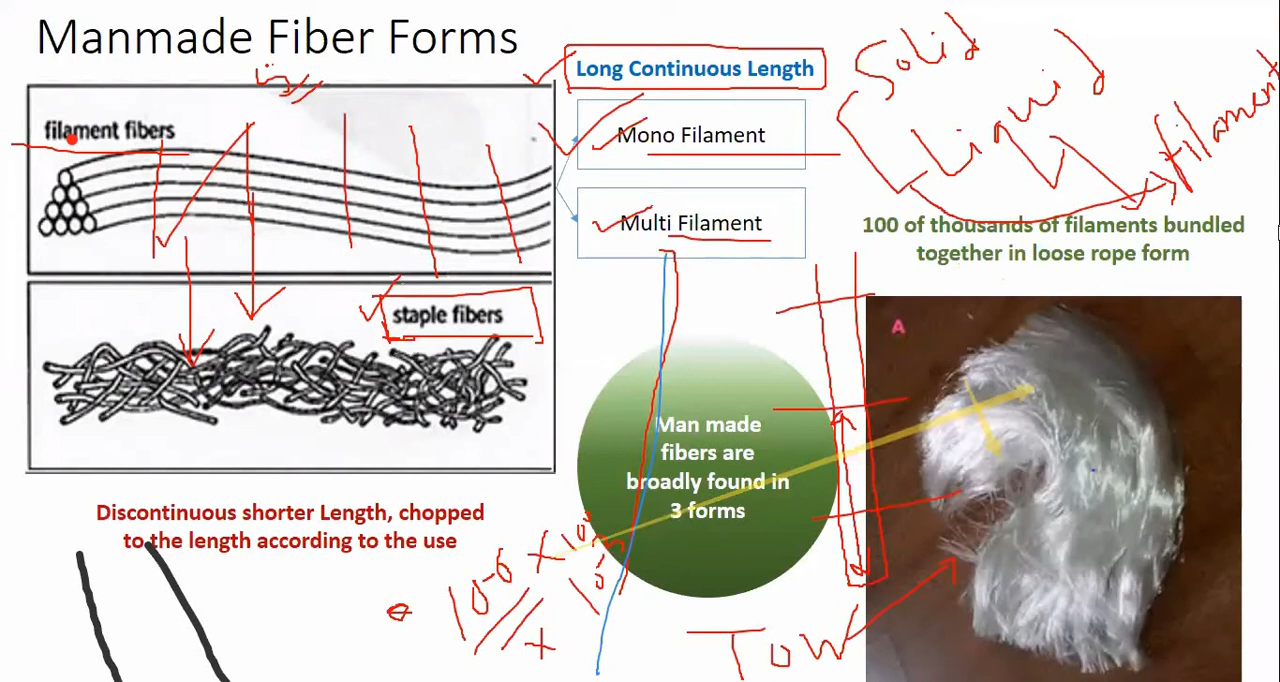 Manmade Fiber Forms
Long Continuous Length
filament fibers
Mono Filament
Multi Filament
Solid
Liquid
filament
100 of thousands of filaments bundled
together in loose rope form
staple fibers
A
Man made
fibers are
broadly found in
3 forms
Discontinuous shorter Length, chopped
to the length according to the use
Tow